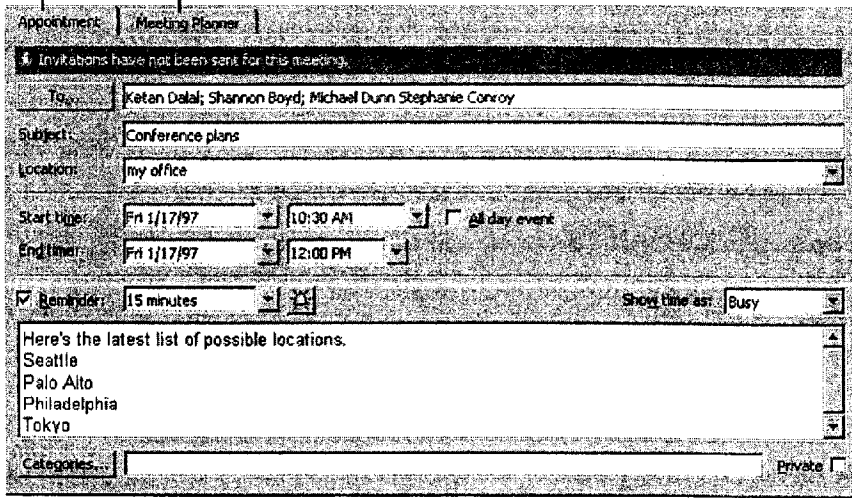 Appointment Meeting Planner
Invitations have not been sent for this meeting.
To... Ketan Dalal; Shannon Boyd; Michael Dunn Stephanie Conroy
Subject: Conference plans
Location: my office
Start time: Fri 1/17/97 10:30 AM All day event
End time: Fri 1/17/97 12:00 PM
Reminder: 15 minutes Show time as: Busy
Here's the latest list of possible locations.
Seattle
Palo Alto
Philadelphia
Tokyo
Categories... Private